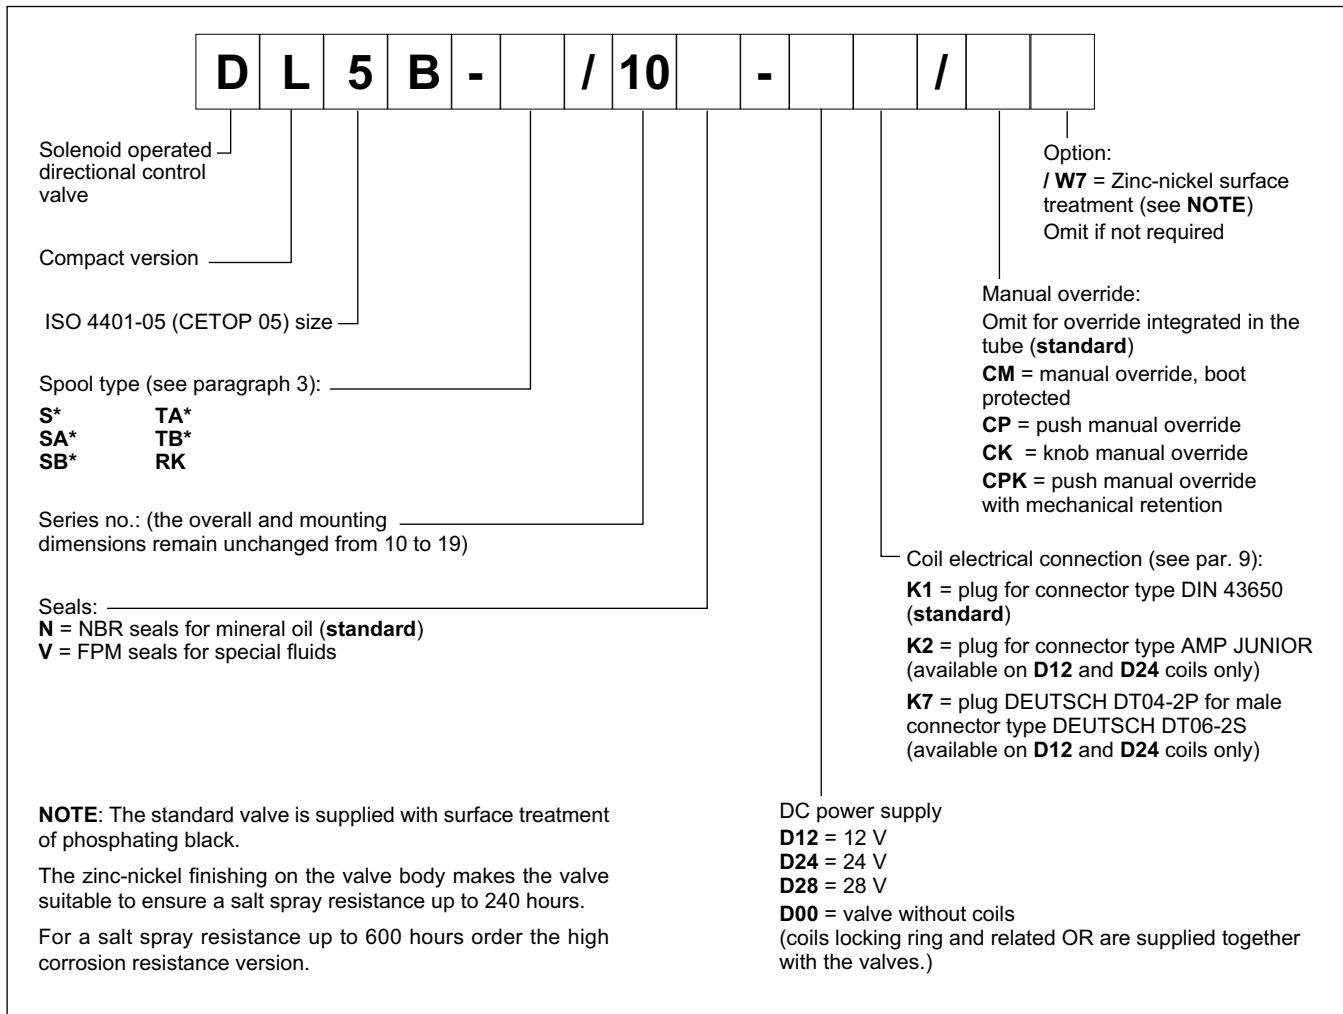 D L 5 B - / 10 - /
Solenoid operated
directional control
valve
Compact version
ISO 4401-05 (CETOP 05) size
Spool type (see paragraph 3):
S* TA*
SA* TB*
SB* RK
Series no.: (the overall and mounting
dimensions remain unchanged from 10 to 19)
Seals:
N = NBR seals for mineral oil (standard)
V = FPM seals for special fluids
Option:
/ W7 = Zinc-nickel surface
treatment (see NOTE)
Omit if not required
Manual override:
Omit for override integrated in the
tube (standard)
CM = manual override, boot
protected
CP = push manual override
CK = knob manual override
CPK = push manual override
with mechanical retention
Coil electrical connection (see par. 9):
K1 = plug for connector type DIN 43650
(standard)
K2 = plug for connector type AMP JUNIOR
(available on D12 and D24 coils only)
K7 = plug DEUTSCH DT04-2P for male
connector type DEUTSCH DT06-2S
(available on D12 and D24 coils only)
DC power supply
D12 = 12 V
D24 = 24 V
D28 = 28 V
D00 = valve without coils
(coils locking ring and related OR are supplied together
with the valves.)
NOTE: The standard valve is supplied with surface treatment
of phosphating black.
The zinc-nickel finishing on the valve body makes the valve
suitable to ensure a salt spray resistance up to 240 hours.
For a salt spray resistance up to 600 hours order the high
corrosion resistance version.